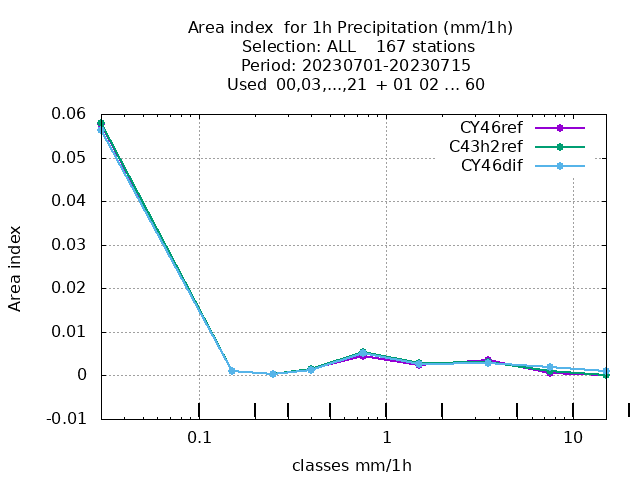 Area index  for 1h Precipitation (mm/1h)
Selection: ALL    167 stations
Period: 20230701-20230715
Used  00,03,...,21  + 01 02 ... 60
CY46ref
C43h2ref
CY46dif
0.06
0.05
0.04
0.03
0.02
0.01
0
-0.01
Area index
0.1
1
10
classes mm/1h